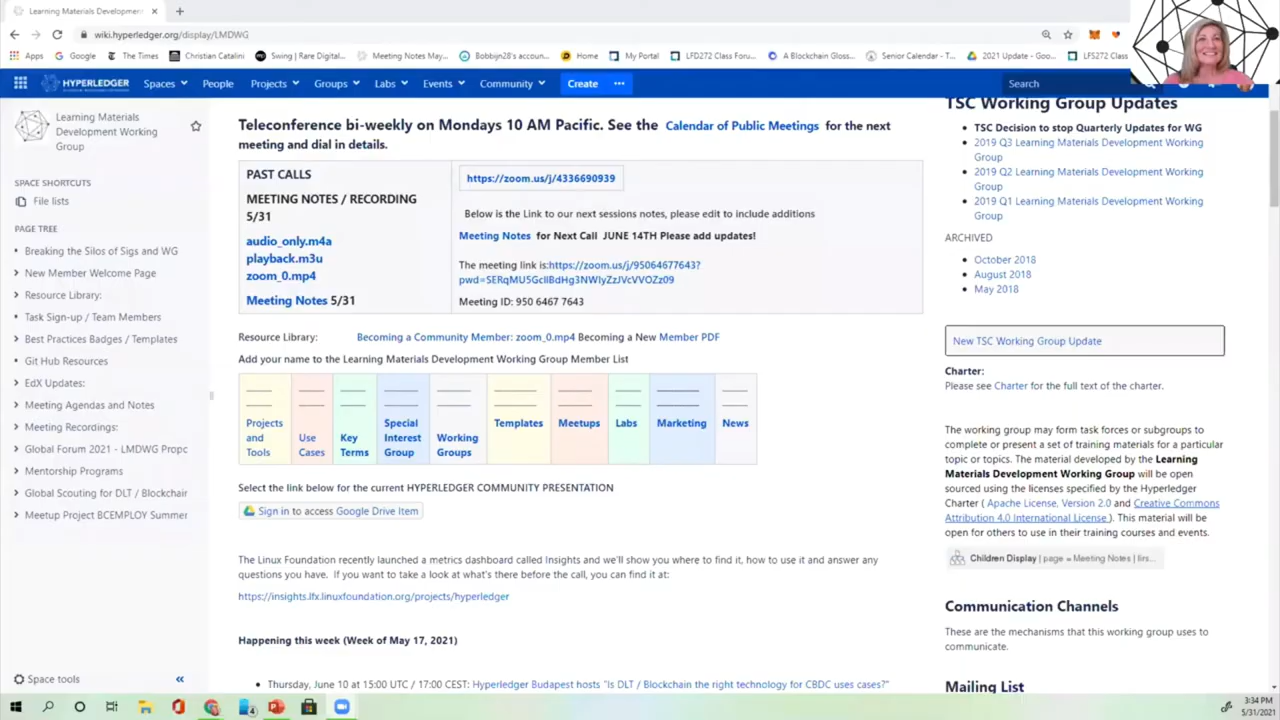 Learning Materials Development
wiki.hyperledger.org/display/LMDWG
Apps
Google
The Times
Christian Catalini
Swing | Rare Digital...
Meeting Notes May...
Bobbijn28's accoun...
Home
My Portal
LFD272 Class Foru...
A Blockchain Gloss...
Senior Calendar - T...
2021 Update - Goo...
LFS272 Class
HYPERLEDGER
Spaces
People
Projects
Groups
Labs
Events
Community
Create
Search
Learning Materials
Development Working
Group
SPACE SHORTCUTS
File lists
PAGE TREE
Breaking the Silos of Sigs and WG
New Member Welcome Page
Resource Library:
Task Sign-up / Team Members
Best Practices Badges / Templates
Git Hub Resources
EdX Updates:
Meeting Agendas and Notes
Meeting Recordings:
Global Forum 2021 - LMDWG Propc
Mentorship Programs
Global Scouting for DLT / Blockchain
Meetup Project BCEMPLOY Summer
Space tools
Teleconference bi-weekly on Mondays 10 AM Pacific. See the Calendar of Public Meetings for the next
meeting and dial in details.
PAST CALLS
MEETING NOTES / RECORDING
5/31
audio_only.m4a
playback.m3u
zoom_0.mp4
Meeting Notes 5/31
https://zoom.us/j/4336690939
Below is the Link to our next sessions notes, please edit to include additions
Meeting Notes for Next Call JUNE 14TH Please add updates!
The meeting link is:https://zoom.us/j/95064677643?
Meeting ID: 950 6467 7643
Resource Library: Becoming a Community Member: zoom_0.mp4 Becoming a New Member PDF
Add your name to the Learning Materials Development Working Group Member List
Projects
and
Tools
Use
Cases
Key
Terms
Special
Interest
Group
Working
Groups
Templates
Meetups
Labs
Marketing
News
Select the link below for the current HYPERLEDGER COMMUNITY PRESENTATION
Sign in to access Google Drive Item
The Linux Foundation recently launched a metrics dashboard called Insights and we'll show you where to find it, how to use it and answer any
questions you have. If you want to take a look at what's there before the call, you can find it at:
https://insights.lfx.linuxfoundation.org/projects/hyperledger
Happening this week (Week of May 17, 2021)
Thursday, June 10 at 15:00 UTC / 17:00 CEST: Hyperledger Budapest hosts "Is DLT / Blockchain the right technology for CBDC uses cases?"
TSC Working Group Updates
TSC Decision to stop Quarterly Updates for WG
2019 Q3 Learning Materials Development Working
Group
2019 Q2 Learning Materials Development Working
Group
2019 Q1 Learning Materials Development Working
Group
ARCHIVED
October 2018
August 2018
May 2018
New TSC Working Group Update
Charter:
Please see Charter for the full text of the charter.
The working group may form task forces or subgroups to
complete or present a set of training materials for a particular
topic or topics. The material developed by the Learning
Materials Development Working Group will be open
sourced using the licenses specified by the Hyperledger
Charter ( Apache License, Version 2.0 and Creative Commons
Attribution 4.0 International License ). This material will be
open for others to use in their training courses and events.
Children Display | page = Meeting Notes | firs...
Communication Channels
These are the mechanisms that this working group uses to
communicate.
Mailing List
3:34 PM
5/31/2021